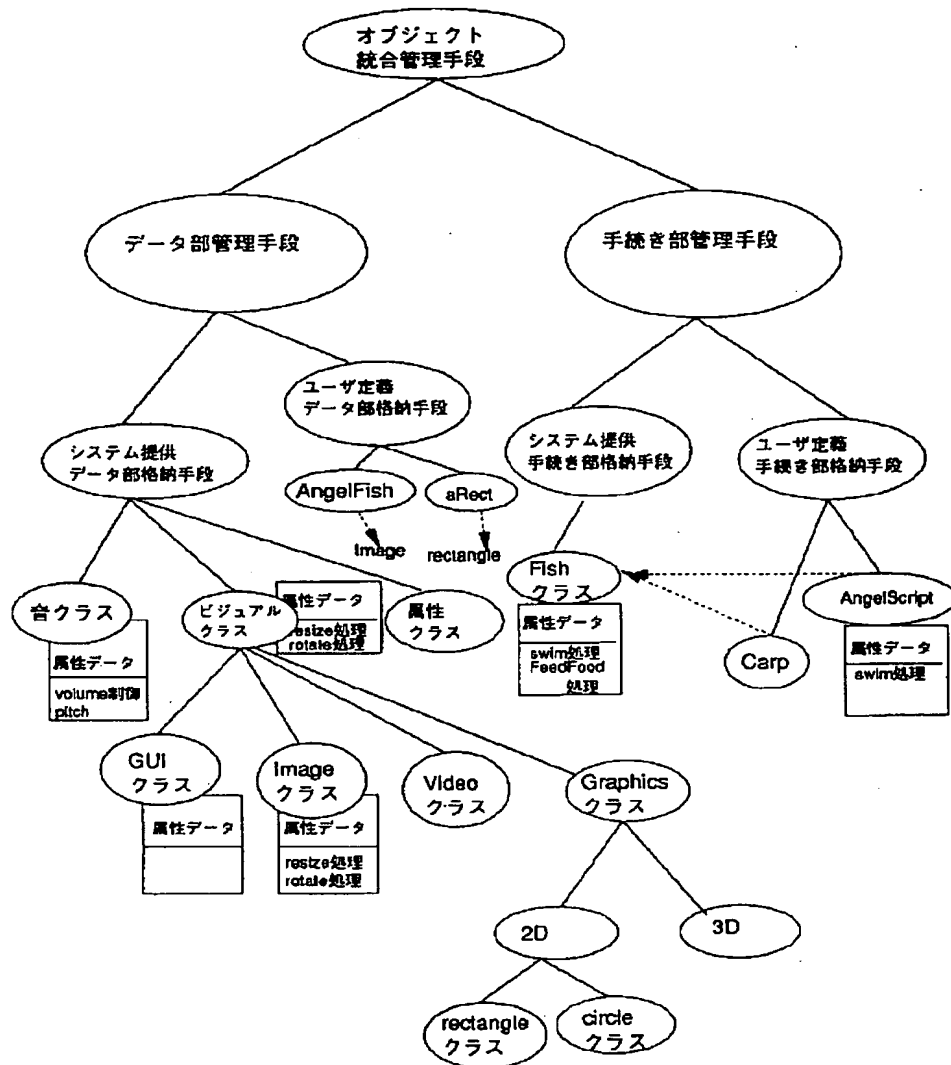 オブジェクト
統合管理手段
データ部管理手段
手続き部管理手段
ユーザ定義
データ部格納手段
システム提供
データ部格納手段
システム提供
手続き部格納手段
ユーザ定義
手続き部格納手段
AngelFish
aRect
Image
rectangle
音クラス
属性データ
volume制御
pitch
ビジュアル
クラス
属性データ
resize処理
rotate処理
属性
クラス
Fish
クラス
属性データ
swim処理
FeedFood
処理
Carp
AngelScript
属性データ
swim処理
GUI
クラス
属性データ
Image
クラス
属性データ
resize処理
rotate処理
Video
クラス
Graphics
クラス
2D
3D
rectangle
クラス
circle
クラス